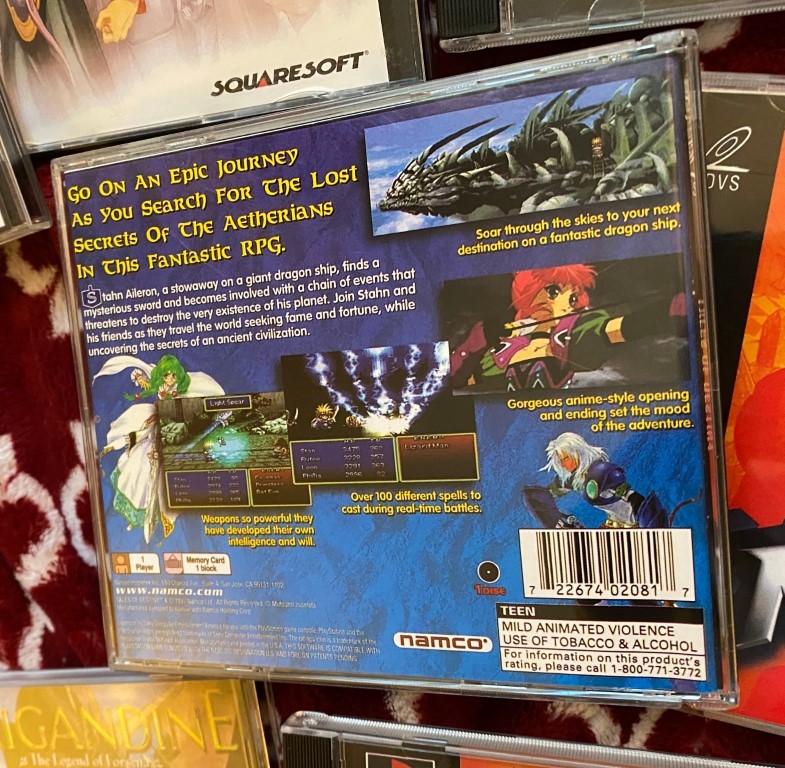 SQUARESOFT
Go On An Epic Journey
As You Search For The Lost
Secrets Of The Aetherians
In This Fantastic RPG.
Soar through the skies to your next
destination on a fantastic dragon ship.
Stahn Aileron, a stowaway on a giant dragon ship, finds a
mysterious sword and becomes involved with a chain of events that
threatens to destroy the very existence of his planet. Join Stahn and
his friends as they travel the world seeking fame and fortune, while
uncovering the secrets of an ancient civilization.
Gorgeous anime-style opening
and ending set the mood
of the adventure.
Light Spear
Lizard Man
Over 100 different spells to
cast during real-time battles.
Weapons so powerful they
have developed their own
intelligence and will.
1
Player
Memory Card
1 block
www.namco.com
1 DISC
7 22674 02081 7
namco
TEEN
MILD ANIMATED VIOLENCE
USE OF TOBACCO & ALCOHOL
For information on this product's
rating, please call 1-800-771-3772
IGANDINE
The Legend of
OVS